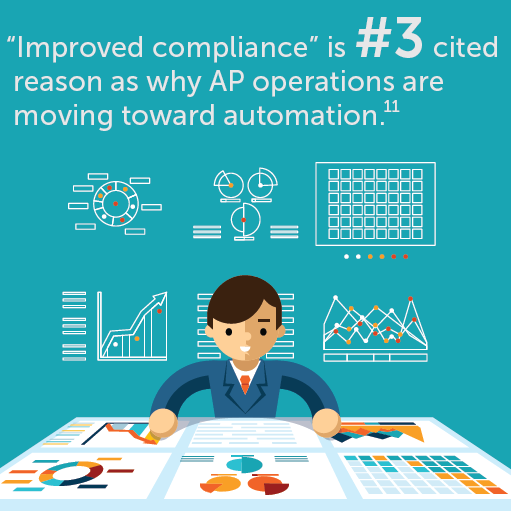 “Improved compliance” is #3 cited
reason as why AP operations are
moving toward automation.11